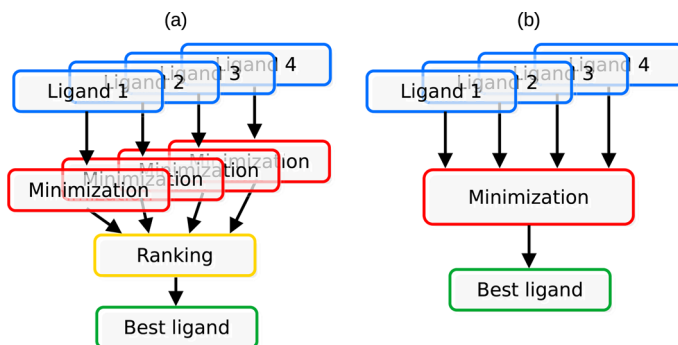 (a)
Ligand 1
Ligand 2
Ligand 3
Ligand 4
Minimization
Minimization
Minimization
Minimization
Ranking
Best ligand
(b)
Ligand 1
Ligand 2
Ligand 3
Ligand 4
Minimization
Best ligand